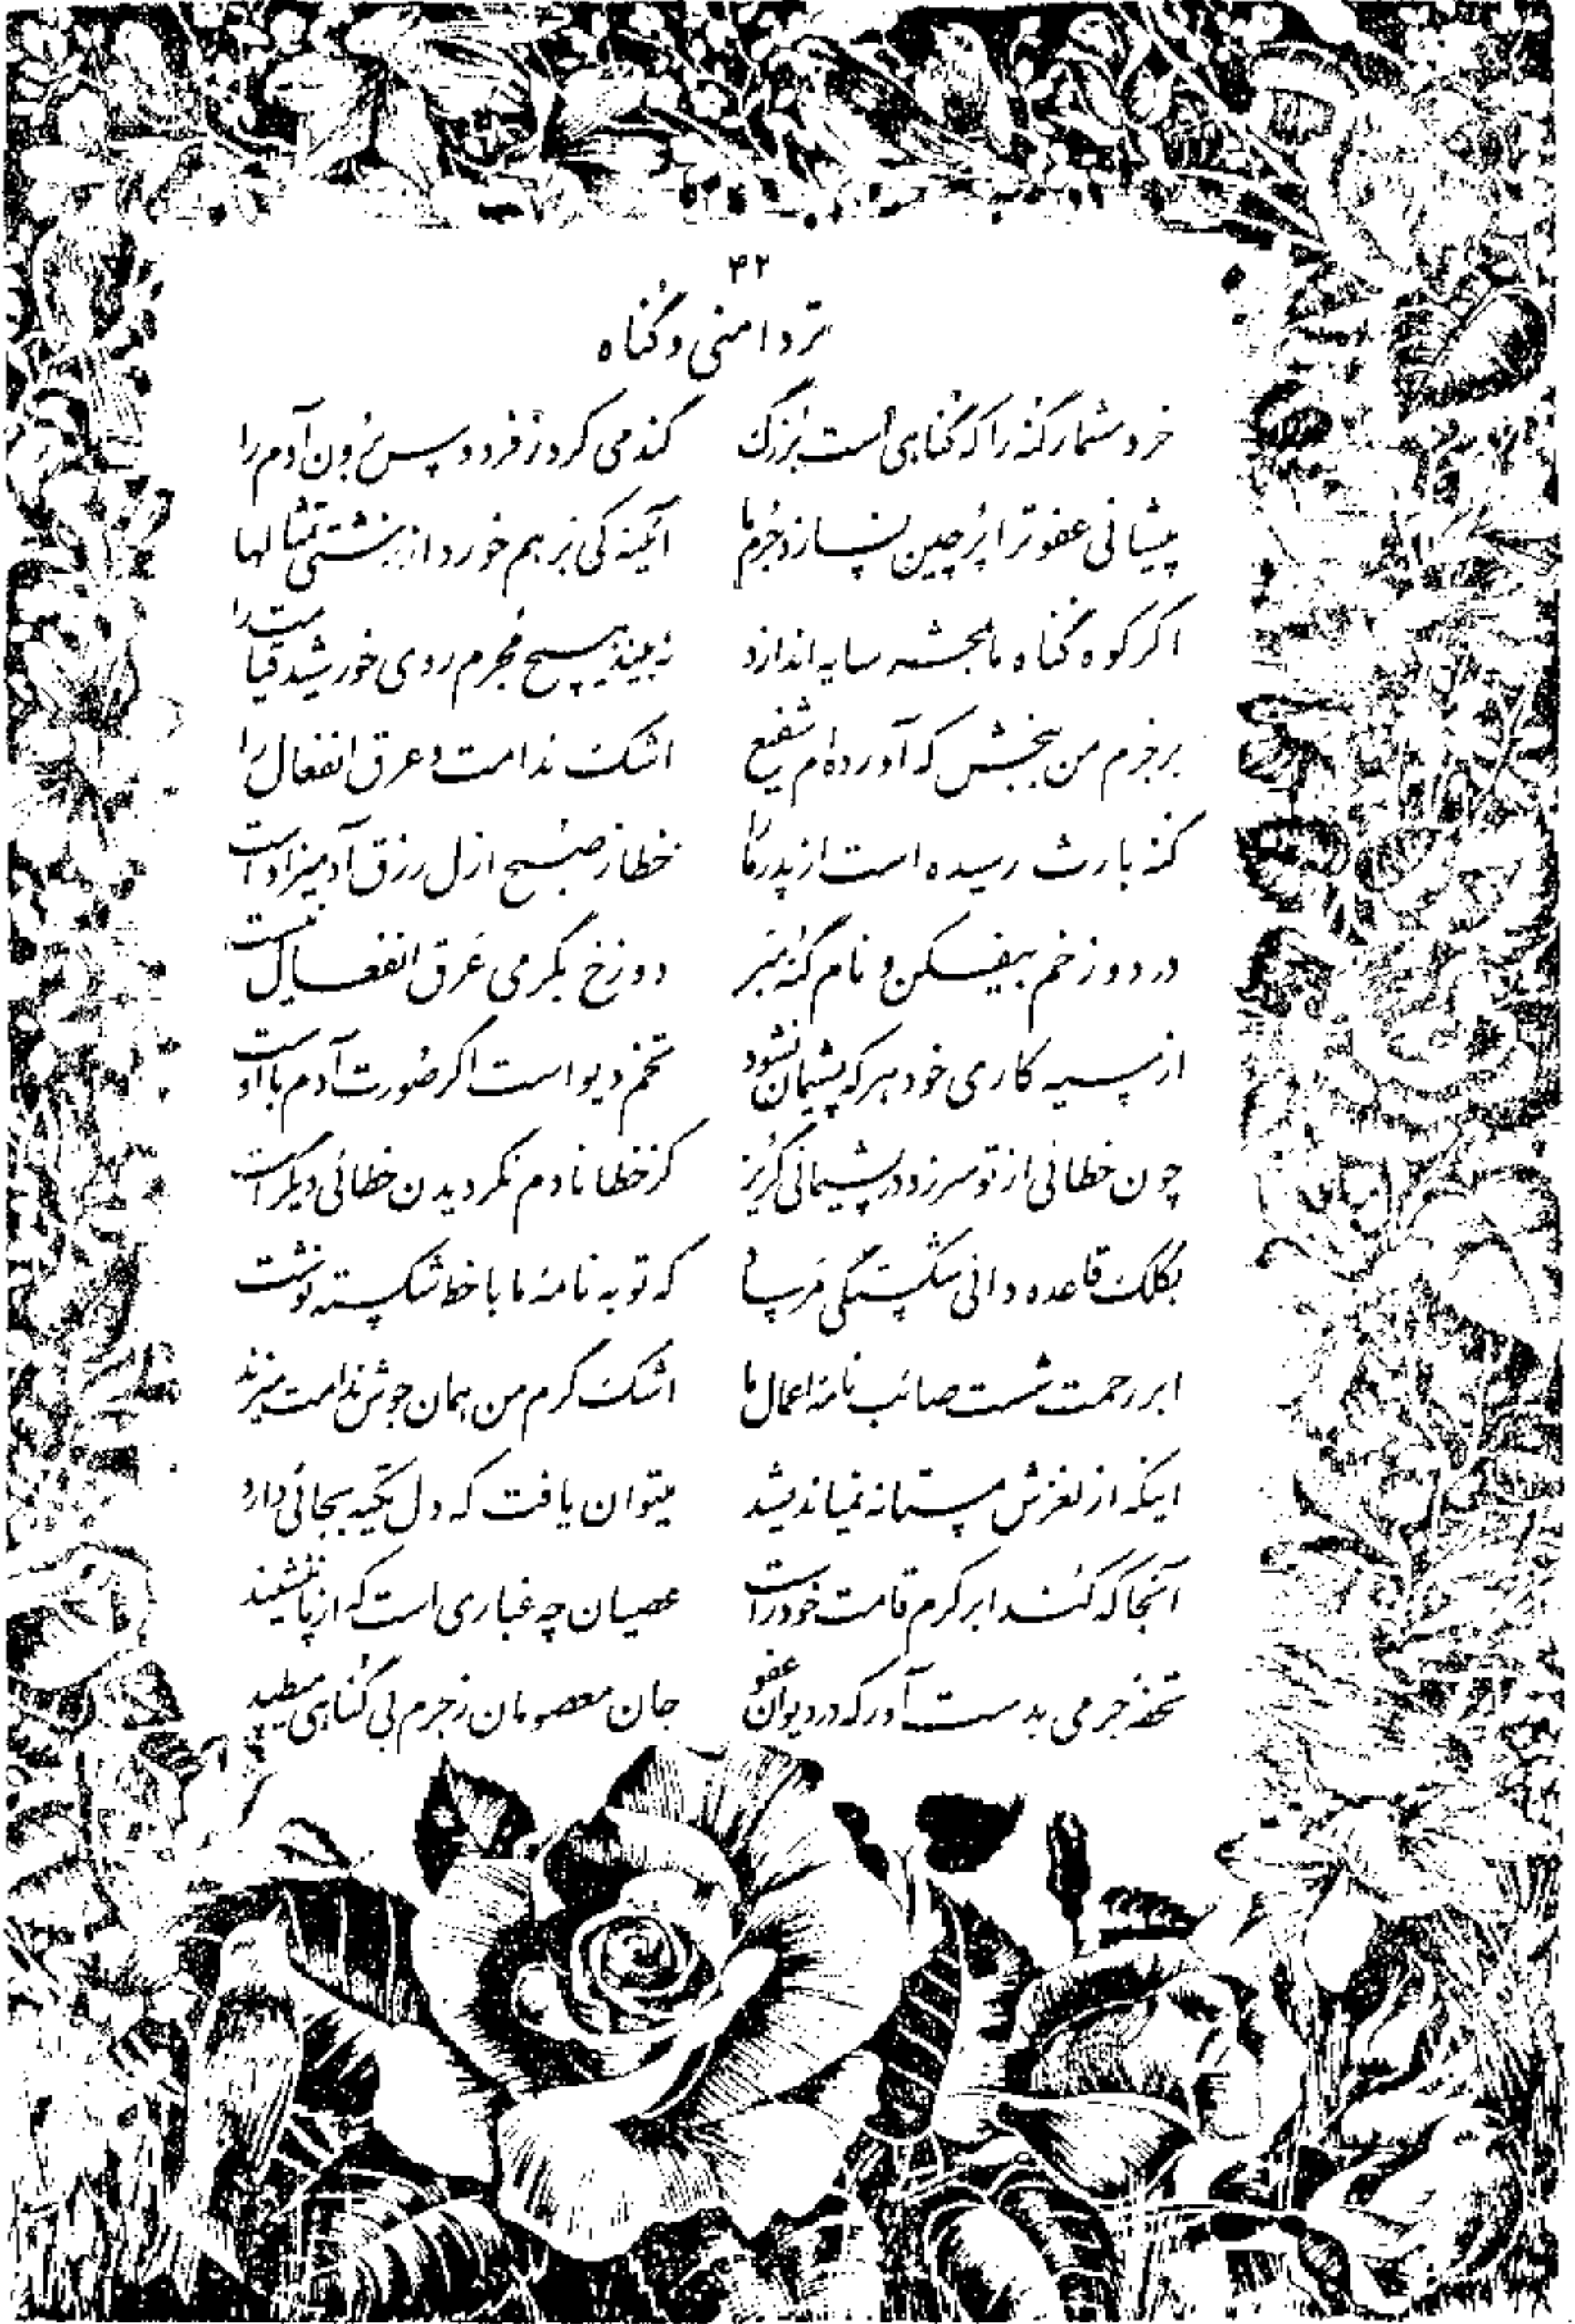 ۴۲
تردامنی و گناه
خرد مشمار گنه را که گناهی است بزرگ گندمی کرد ز فردوس برون آدم را
پیشانی عفو ترا پرچین نسازد جرم ما آئینه کی برهم خورد از زشتی تمثالها
اگر کوه گناه ما بمحشر سایه اندازد نبیند هیچ مجرم روی خورشید قیامت را
بر جرم من ببخش که آورده‌ام شفیع اشک ندامت و عرق انفعال را
گنه بارث رسیده است از پدر ما را خطا ز صبح ازل رزق آدمیزاد است
در دوزخم بیفکن و نام گنه مبر دوزخ بگرمی عرق انفعال نیست
از سیه کاری خود هر که پشیمان نشود تخم دیو است اگر صورت آدم با اوست
چون خطائی از تو سر زد در پشیمانی گریز کز خطا نادم نگردیدن خطائی دیگر است
بکلک قاعده دانی شکستگی مرساد که توبه نامهٔ ما با خط شکسته نوشت
ابر رحمت شست صائب نامهٔ اعمال ما اشک گرم من همان جوش ندامت میزند
اینکه از لغزش مستانه نمیاندیشد میتوان یافت که دل تکیه بجائی دارد
آنجا که کند ابر کرم قامت خود راست عصیان چه غباری است که از پا ننشیند
تحفه جرمی بدست آور که در دیوان عفو جان معصومان ز جرم بی گناهی میطپد